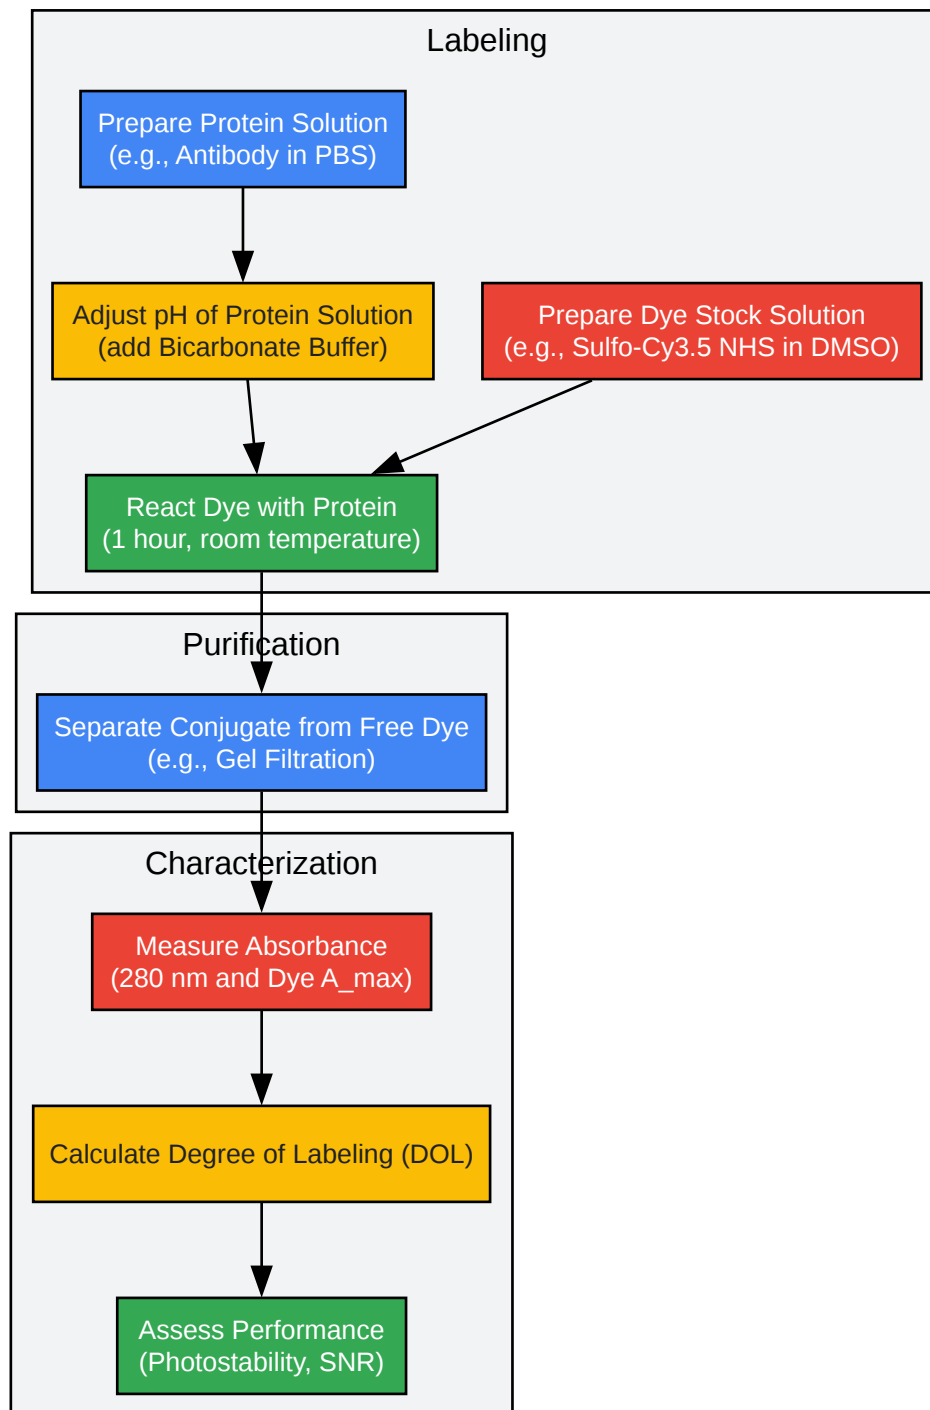 Labeling
Prepare Protein Solution
(e.g., Antibody in PBS)
Adjust pH of Protein Solution
(add Bicarbonate Buffer)
Prepare Dye Stock Solution
(e.g., Sulfo-Cy3.5 NHS in DMSO)
React Dye with Protein
(1 hour, room temperature)
Purification
Separate Conjugate from Free Dye
(e.g., Gel Filtration)
Characterization
Measure Absorbance
(280 nm and Dye A_max)
Calculate Degree of Labeling (DOL)
Assess Performance
(Photostability, SNR)